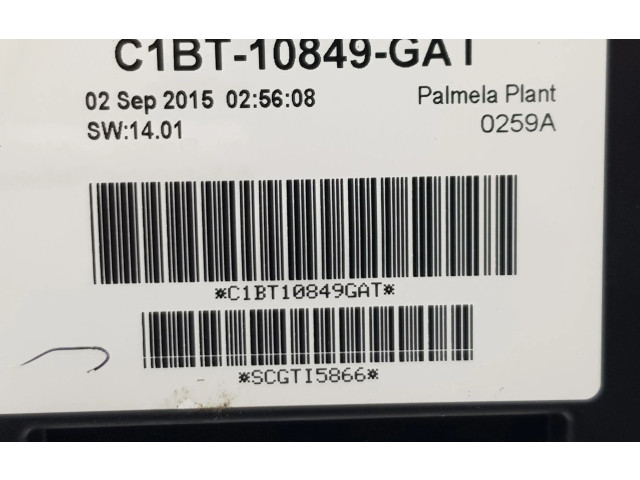 C1BT-10849-GAT
02 Sep 2015 02:56:08
Palmela Plant
SW:14.01
0259A
*C1BT10849GAT*
*SCGTI5866*